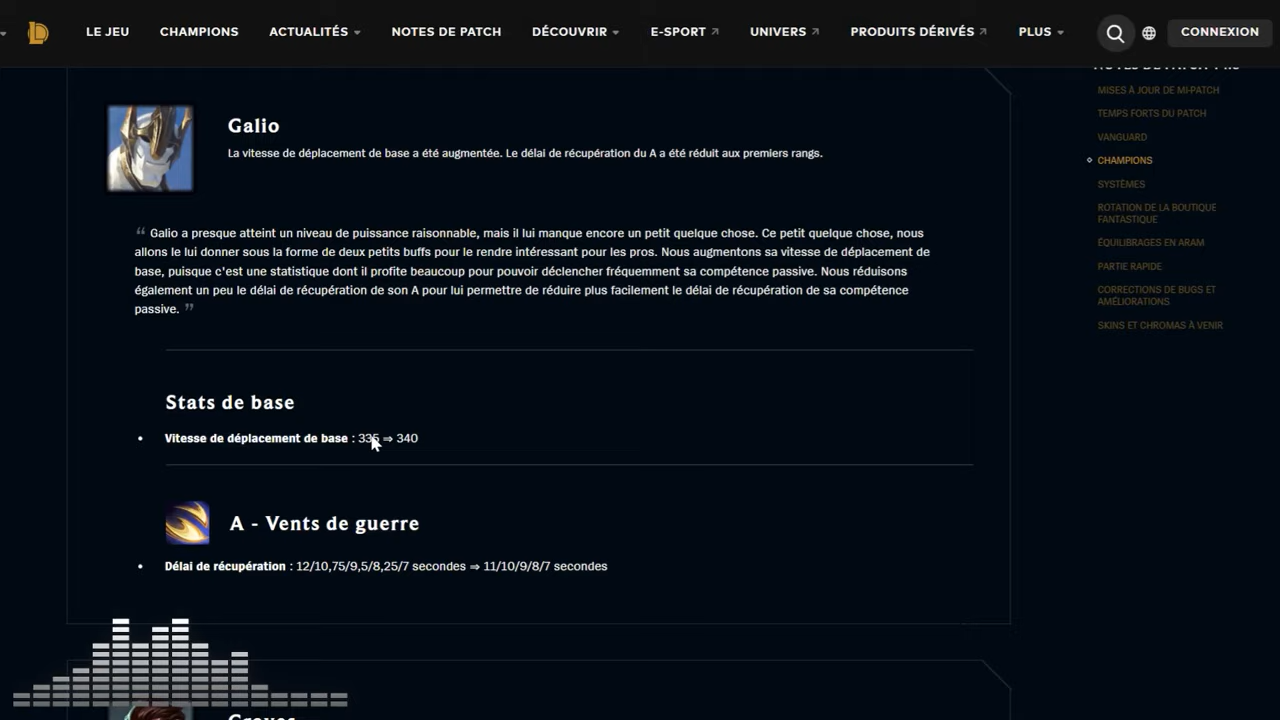 LE JEU
CHAMPIONS
ACTUALITÉS
NOTES DE PATCH
DÉCOUVRIR
E-SPORT
UNIVERS
PRODUITS DÉRIVÉS
PLUS
CONNEXION
Galio
La vitesse de déplacement de base a été augmentée. Le délai de récupération du A a été réduit aux premiers rangs.
“ Galio a presque atteint un niveau de puissance raisonnable, mais il lui manque encore un petit quelque chose. Ce petit quelque chose, nous
allons le lui donner sous la forme de deux petits buffs pour le rendre intéressant pour les pros. Nous augmentons sa vitesse de déplacement de
base, puisque c'est une statistique dont il profite beaucoup pour pouvoir déclencher fréquemment sa compétence passive. Nous réduisons
également un peu le délai de récupération de son A pour lui permettre de réduire plus facilement le délai de récupération de sa compétence
passive. ”
Stats de base
• Vitesse de déplacement de base : 335 ⇒ 340
A - Vents de guerre
• Délai de récupération : 12/10,75/9,5/8,25/7 secondes ⇒ 11/10/9/8/7 secondes
MISES À JOUR DE MI-PATCH
TEMPS FORTS DU PATCH
VANGUARD
CHAMPIONS
SYSTÈMES
ROTATION DE LA BOUTIQUE
FANTASTIQUE
ÉQUILIBRAGES EN ARAM
PARTIE RAPIDE
CORRECTIONS DE BUGS ET
AMÉLIORATIONS
SKINS ET CHROMAS À VENIR